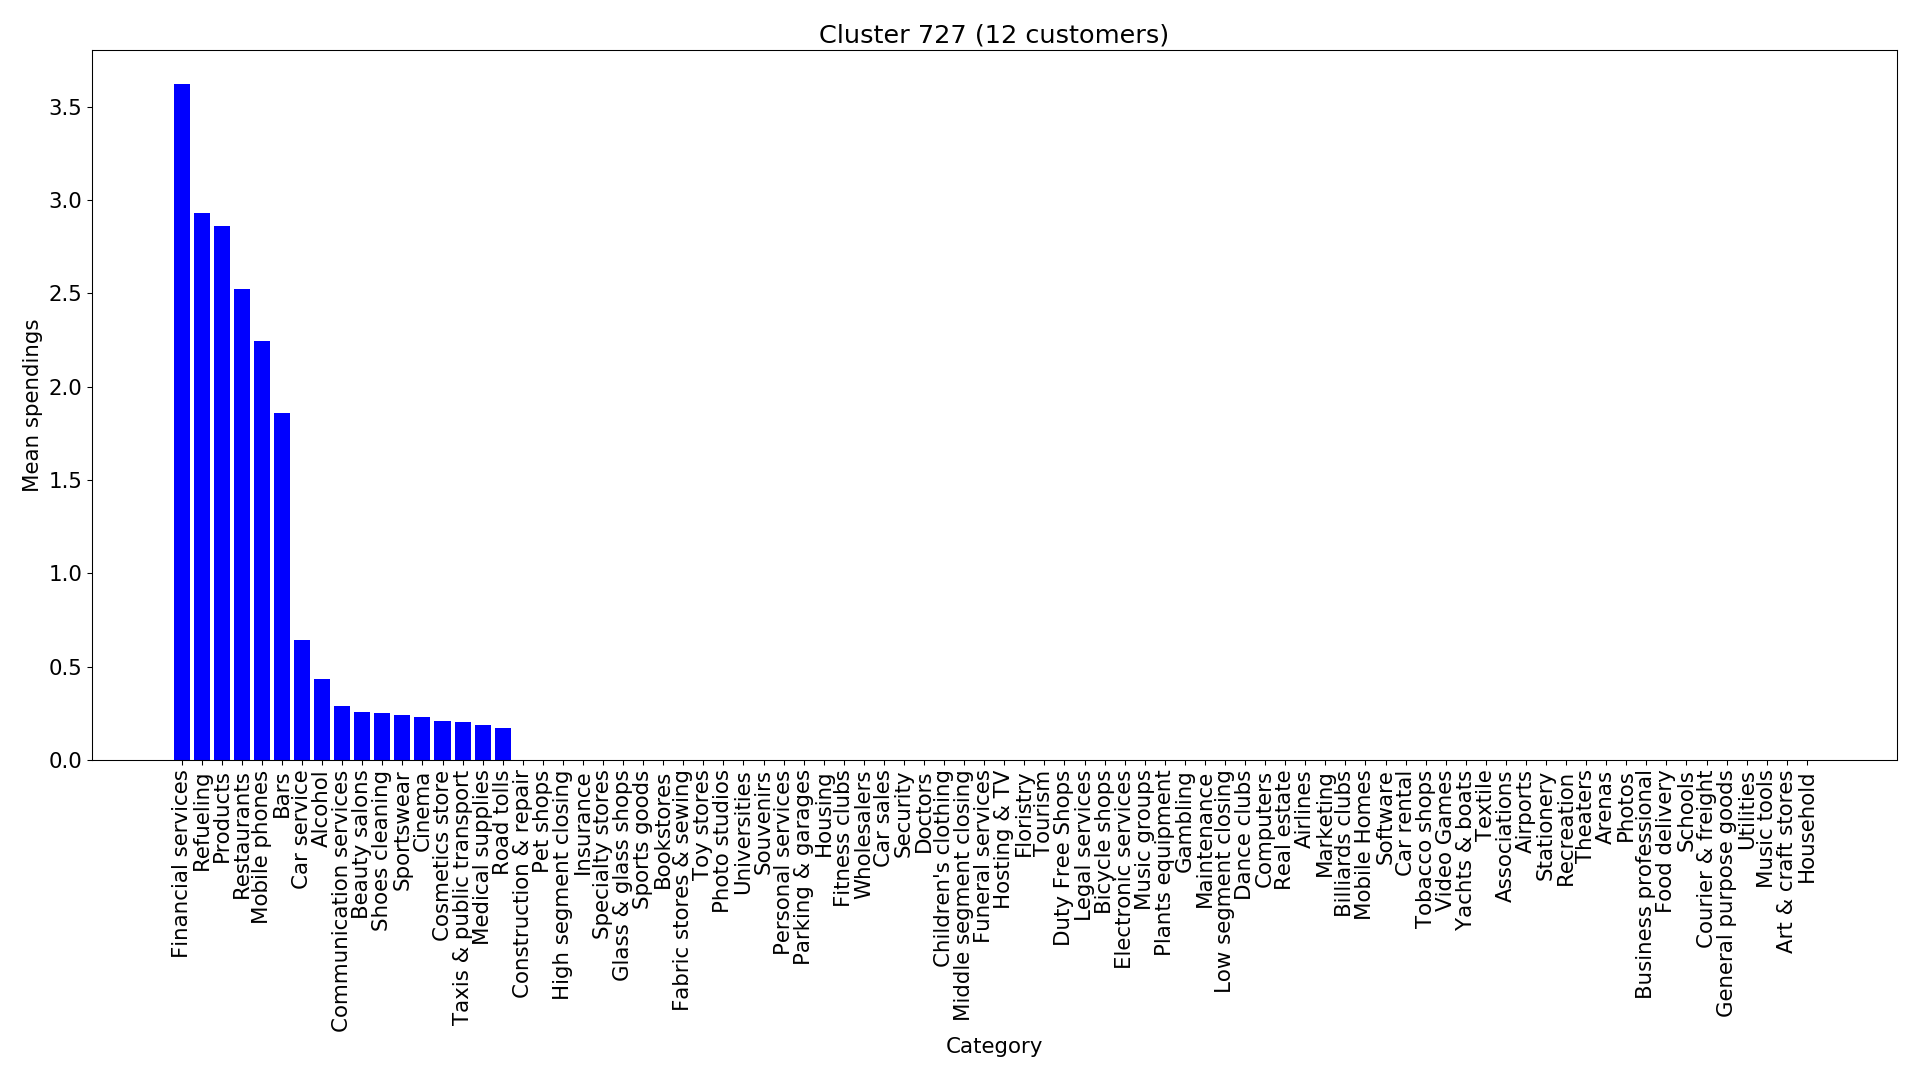 Cluster 727 (12 customers)
Mean spendings
3.5
3.0
2.5
2.0
1.5
1.0
0.5
0.0
Financial services
Refueling
Products
Restaurants
Mobile phones
Bars
Car service
Alcohol
Communication services
Beauty salons
Shoes cleaning
Sportswear
Cinema
Cosmetics store
Taxis & public transport
Medical supplies
Road tolls
Construction & repair
Pet shops
High segment closing
Insurance
Specialty stores
Glass & glass shops
Sports goods
Bookstores
Fabric stores & sewing
Toy stores
Photo studios
Universities
Souvenirs
Personal services
Parking & garages
Housing
Fitness clubs
Wholesalers
Car sales
Security
Doctors
Children's clothing
Middle segment closing
Funeral services
Hosting & TV
Floristry
Tourism
Duty Free Shops
Legal services
Bicycle shops
Electronic services
Music groups
Plants equipment
Gambling
Maintenance
Low segment closing
Dance clubs
Computers
Real estate
Airlines
Marketing
Billiards clubs
Mobile Homes
Software
Car rental
Tobacco shops
Video Games
Yachts & boats
Textile
Associations
Airports
Stationery
Recreation
Theaters
Arenas
Photos
Business professional
Food delivery
Schools
Courier & freight
General purpose goods
Utilities
Music tools
Art & craft stores
Household
Category